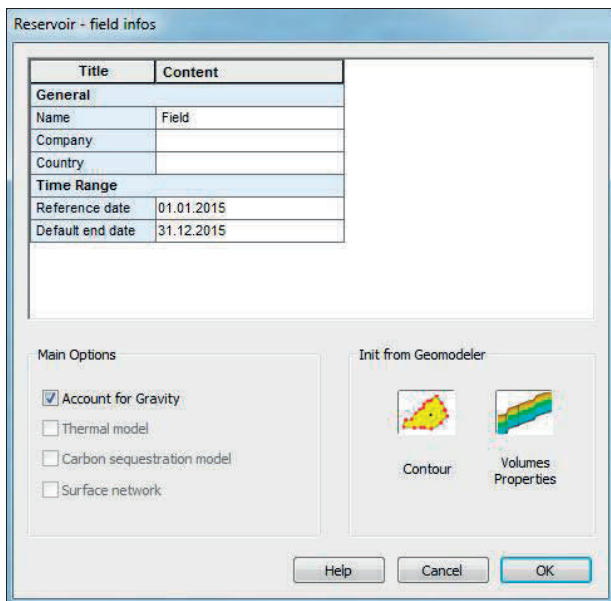 Reservoir - field infos
Title Content
General
Name Field
Company
Country
Time Range
Reference date 01.01.2015
Default end date 31.12.2015
Main Options
Account for Gravity
Thermal model
Carbon sequestration model
Surface network
Init from Geomodeler
Contour
Volumes
Properties
Help Cancel OK